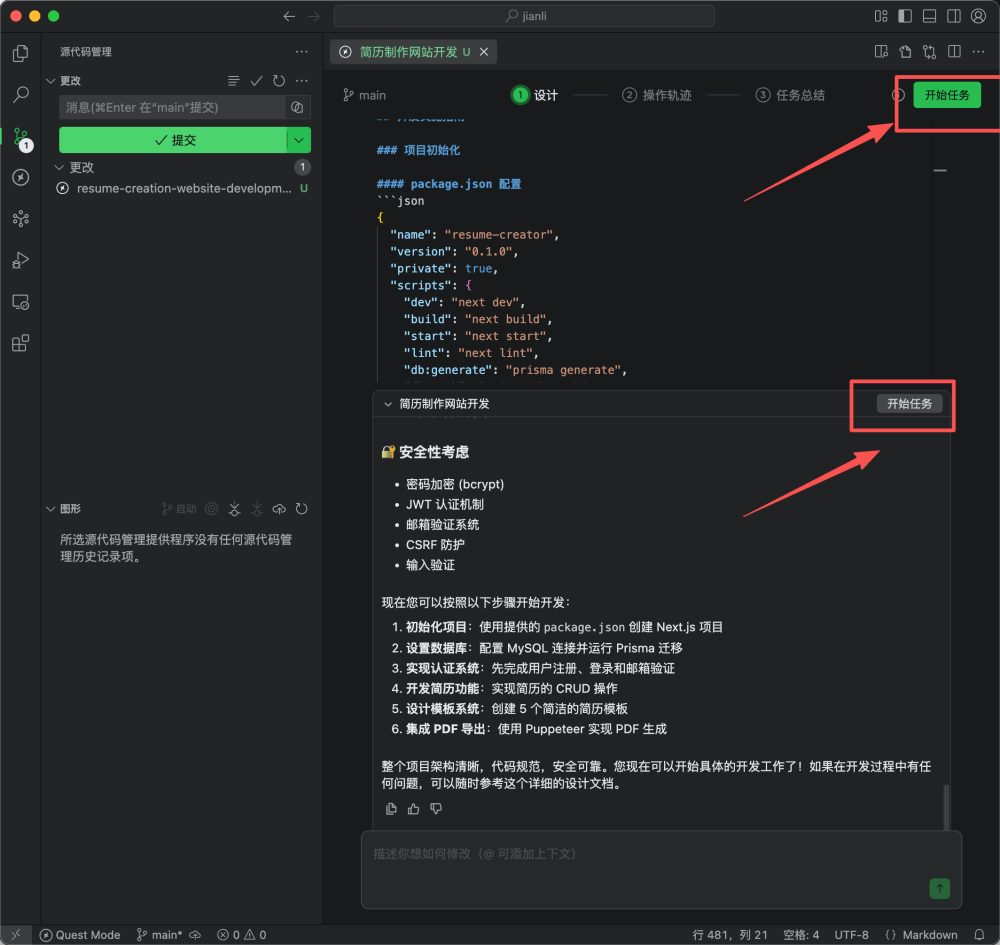 jianli
源代码管理
简历制作网站开发 U
更改
main
1 设计
2 操作轨迹
3 任务总结
开始任务
消息(⌘Enter 在"main"提交)
提交
更改
1
resume-creation-website-developm... U
1
### 项目初始化
#### package.json 配置
```json
{
"name": "resume-creator",
"version": "0.1.0",
"private": true,
"scripts": {
"dev": "next dev",
"build": "next build",
"start": "next start",
"lint": "next lint",
"db:generate": "prisma generate",
简历制作网站开发
开始任务
🔐 安全性考虑
• 密码加密 (bcrypt)
• JWT 认证机制
• 邮箱验证系统
• CSRF 防护
• 输入验证
现在您可以按照以下步骤开始开发：
1. 初始化项目：使用提供的 package.json 创建 Next.js 项目
2. 设置数据库：配置 MySQL 连接并运行 Prisma 迁移
3. 实现认证系统：先完成用户注册、登录和邮箱验证
4. 开发简历功能：实现简历的 CRUD 操作
5. 设计模板系统：创建 5 个简洁的简历模板
6. 集成 PDF 导出：使用 Puppeteer 实现 PDF 生成
整个项目架构清晰，代码规范，安全可靠。您现在可以开始具体的开发工作了！如果在开发过程中有任
何问题，可以随时参考这个详细的设计文档。
图形
自动
所选源代码管理提供程序没有任何源代码管
理历史记录项。
描述你想如何修改（@ 可添加上下文）
Quest Mode
main*
0
0
行 481，列 21
空格: 4
UTF-8
{} Markdown